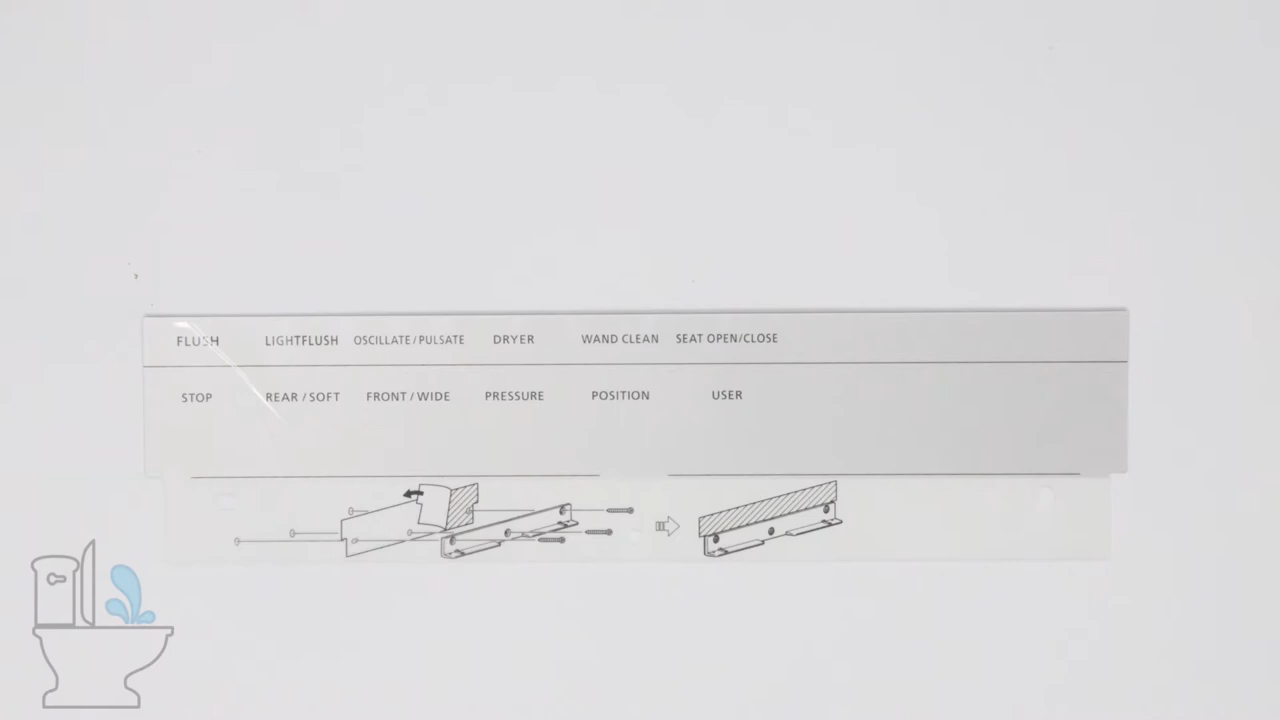 FLUSH LIGHTFLUSH OSCILLATE/PULSATE DRYER WAND CLEAN SEAT OPEN/CLOSE
STOP REAR/SOFT FRONT/WIDE PRESSURE POSITION USER